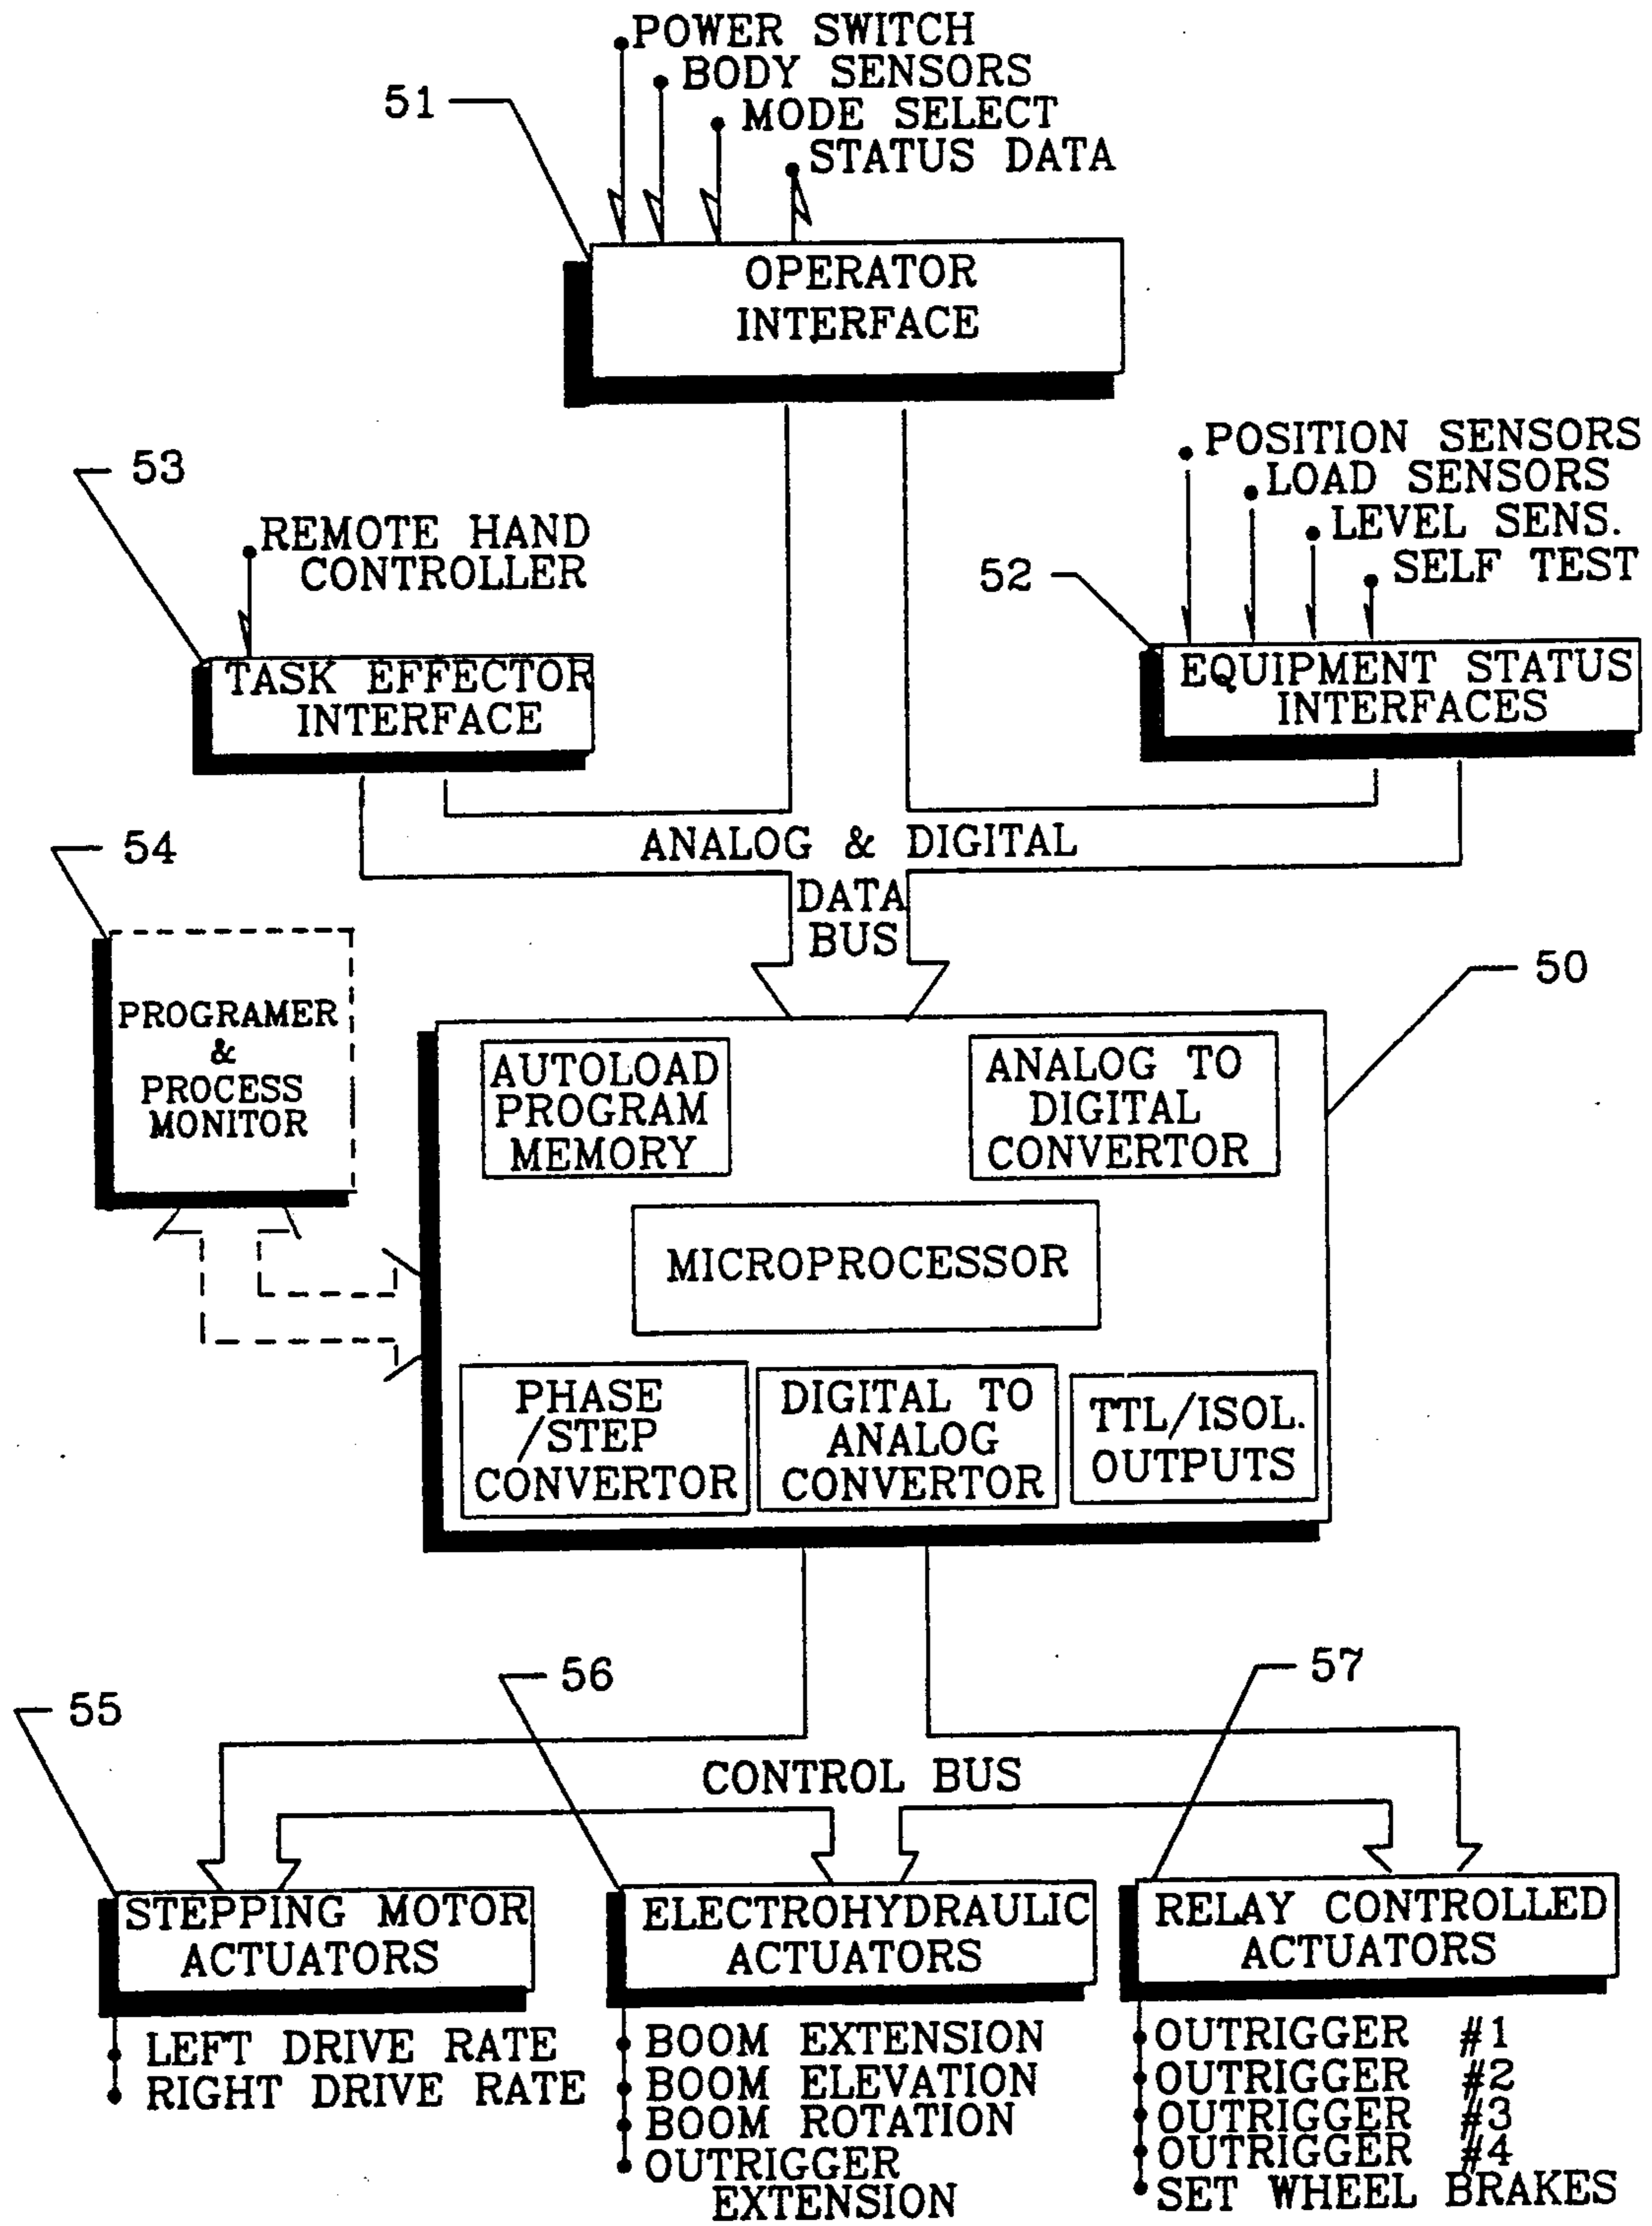 POWER SWITCH
BODY SENSORS
51
MODE SELECT
STATUS DATA
OPERATOR
INTERFACE
53
REMOTE HAND
CONTROLLER
POSITION SENSORS
LOAD SENSORS
LEVEL SENS.
SELF TEST
52
TASK EFFECTOR
INTERFACE
EQUIPMENT STATUS
INTERFACES
ANALOG & DIGITAL
DATA
BUS
54
PROGRAMER
&
PROCESS
MONITOR
50
AUTOLOAD
PROGRAM
MEMORY
ANALOG TO
DIGITAL
CONVERTOR
MICROPROCESSOR
PHASE
/STEP
CONVERTOR
DIGITAL TO
ANALOG
CONVERTOR
TTL/ISOL.
OUTPUTS
55
56
57
CONTROL BUS
STEPPING MOTOR
ACTUATORS
LEFT DRIVE RATE
RIGHT DRIVE RATE
ELECTROHYDRAULIC
ACTUATORS
BOOM EXTENSION
BOOM ELEVATION
BOOM ROTATION
OUTRIGGER
EXTENSION
RELAY CONTROLLED
ACTUATORS
OUTRIGGER #1
OUTRIGGER #2
OUTRIGGER #3
OUTRIGGER #4
SET WHEEL BRAKES